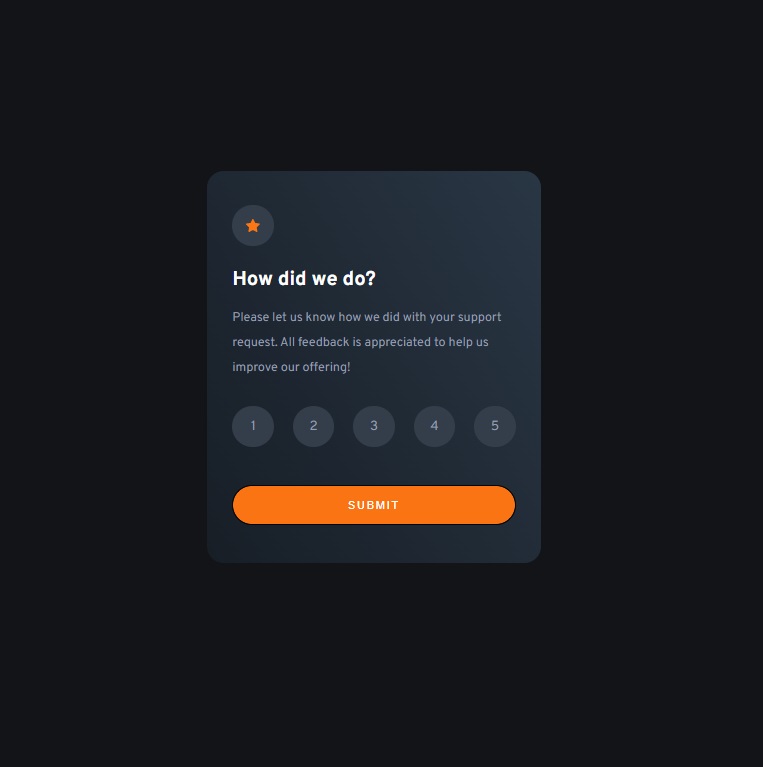 How did we do?
Please let us know how we did with your support
request. All feedback is appreciated to help us
improve our offering!
1 2 3 4 5
SUBMIT